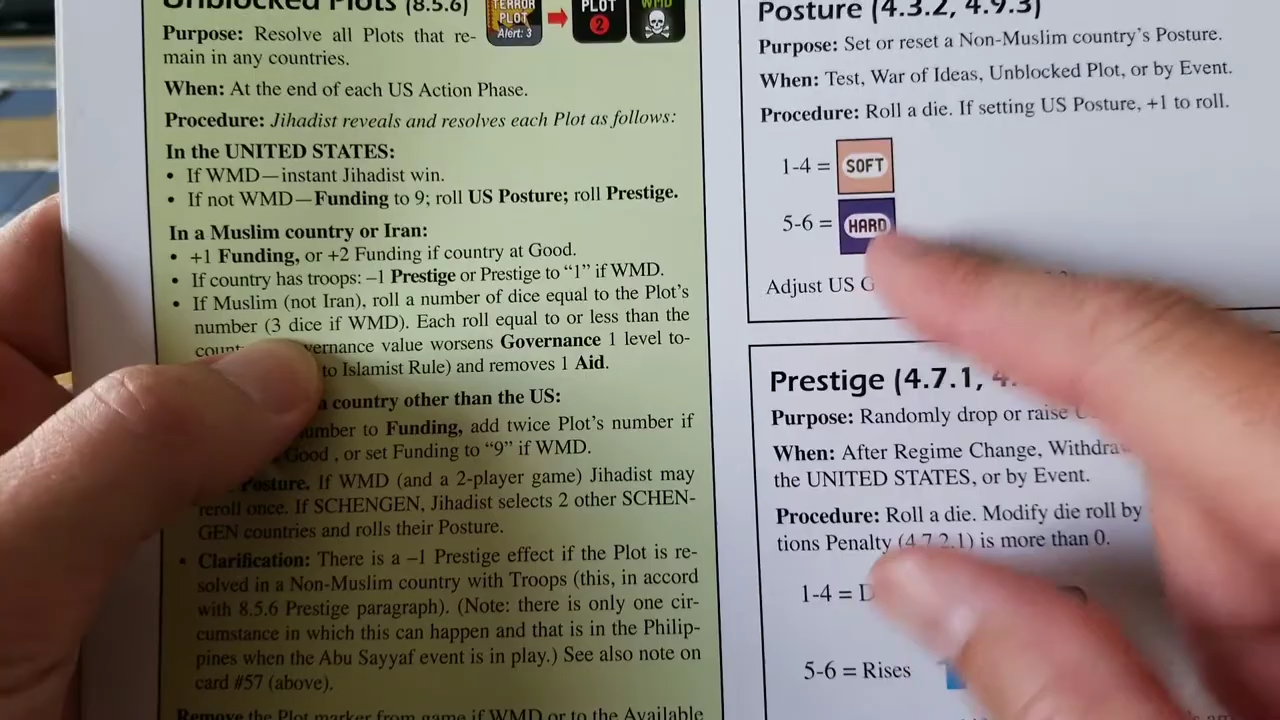 Unblocked Plots (8.5.6)
TERROR
PLOT
Alert: 3
PLOT
2
WMD
Purpose: Resolve all Plots that re-
main in any countries.
When: At the end of each US Action Phase.
Procedure: Jihadist reveals and resolves each Plot as follows:
In the UNITED STATES:
• If WMD—instant Jihadist win.
• If not WMD—Funding to 9; roll US Posture; roll Prestige.
In a Muslim country or Iran:
• +1 Funding, or +2 Funding if country at Good.
• If country has troops: –1 Prestige or Prestige to “1” if WMD.
• If Muslim (not Iran), roll a number of dice equal to the Plot’s
number (3 dice if WMD). Each roll equal to or less than the
vernance value worsens Governance 1 level to-
to Islamist Rule) and removes 1 Aid.
country other than the US:
to Funding, add twice Plot’s number if
Good , or set Funding to “9” if WMD.
Posture. If WMD (and a 2-player game) Jihadist may
reroll once. If SCHENGEN, Jihadist selects 2 other SCHEN-
GEN countries and rolls their Posture.
• Clarification: There is a –1 Prestige effect if the Plot is re-
solved in a Non-Muslim country with Troops (this, in accord
with 8.5.6 Prestige paragraph). (Note: there is only one cir-
cumstance in which this can happen and that is in the Philip-
pines when the Abu Sayyaf event is in play.) See also note on
card #57 (above).
Remove the Plot marker from game if WMD or to the Available
Posture (4.3.2, 4.9.3)
Purpose: Set or reset a Non-Muslim country’s Posture.
When: Test, War of Ideas, Unblocked Plot, or by Event.
Procedure: Roll a die. If setting US Posture, +1 to roll.
1-4 = SOFT
5-6 = HARD
Adjust US
Prestige (4.7.1,
Purpose: Randomly drop or raise
When: After Regime Change,
the UNITED STATES, or by Event.
Procedure: Roll a die. Modify die roll by
tions Penalty (4.7.2.1) is more than 0.
1-4 =
5-6 = Rises